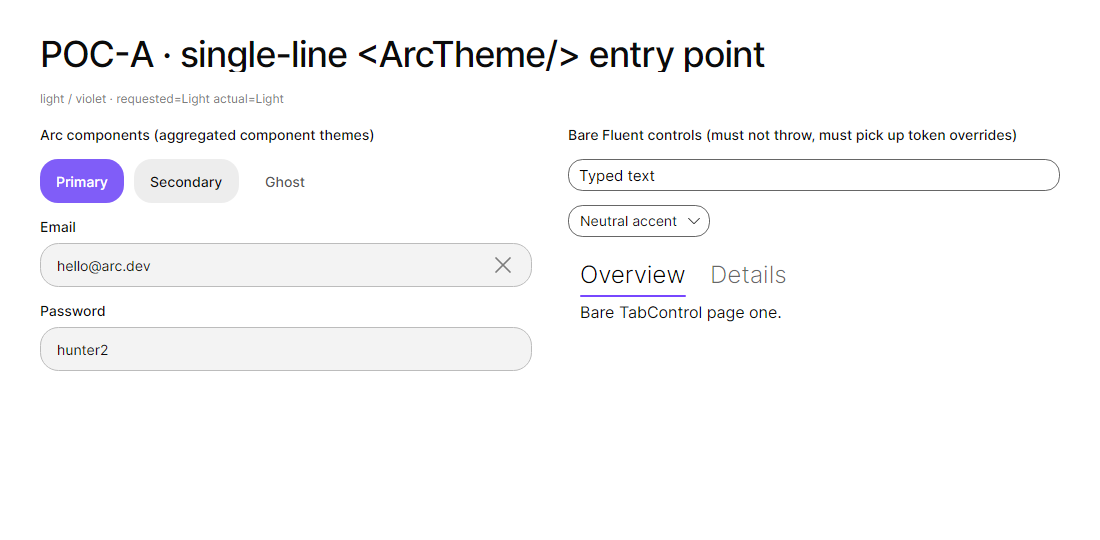 POC-A · single-line <ArcTheme/> entry point
light / violet · requested=Light actual=Light
Arc components (aggregated component themes)
Primary
Secondary
Ghost
Email
hello@arc.dev
Password
hunter2
Bare Fluent controls (must not throw, must pick up token overrides)
Typed text
Neutral accent
Overview
Details
Bare TabControl page one.